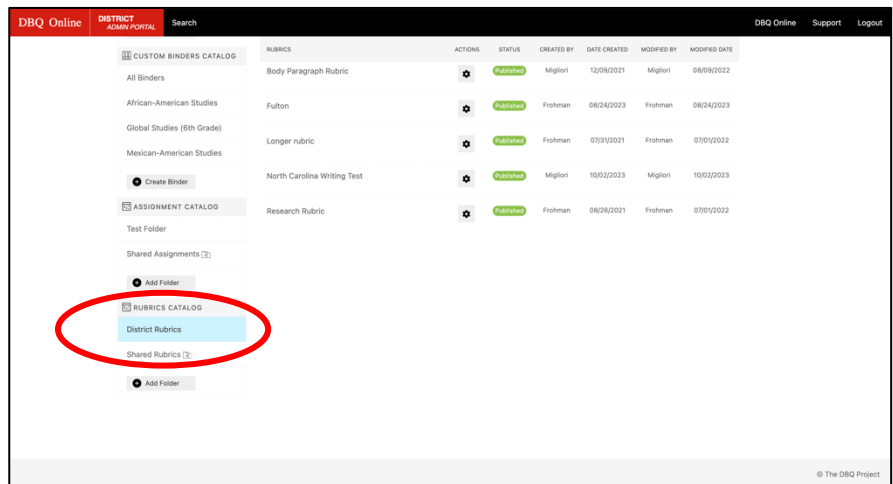 DBQ Online
DISTRICT
ADMIN PORTAL
Search
DBQ Online Support Logout
CUSTOM BINDERS CATALOG
All Binders
African-American Studies
Global Studies (6th Grade)
Mexican-American Studies
Create Binder
ASSIGNMENT CATALOG
Test Folder
Shared Assignments
Add Folder
RUBRICS CATALOG
District Rubrics
Shared Rubrics
Add Folder
RUBRICS ACTIONS STATUS CREATED BY DATE CREATED MODIFIED BY MODIFIED DATE
Body Paragraph Rubric Published Migliori 12/09/2021 Migliori 08/09/2022
Fulton Published Frohman 08/24/2023 Frohman 08/24/2023
Longer rubric Published Frohman 07/31/2021 Frohman 07/01/2022
North Carolina Writing Test Published Migliori 10/02/2023 Migliori 10/02/2023
Research Rubric Published Frohman 08/26/2021 Frohman 07/01/2022
© The DBQ Project